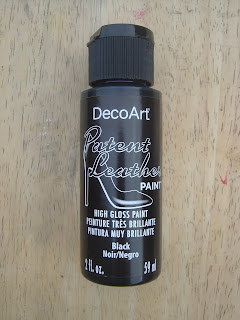 DecoArt®
Patent
Leather
PAINT
HIGH GLOSS PAINT
PEINTURE TRÈS BRILLANTE
PINTURA MUY BRILLANTE
Black
Noir/Negro
2 fl. oz. 59 ml